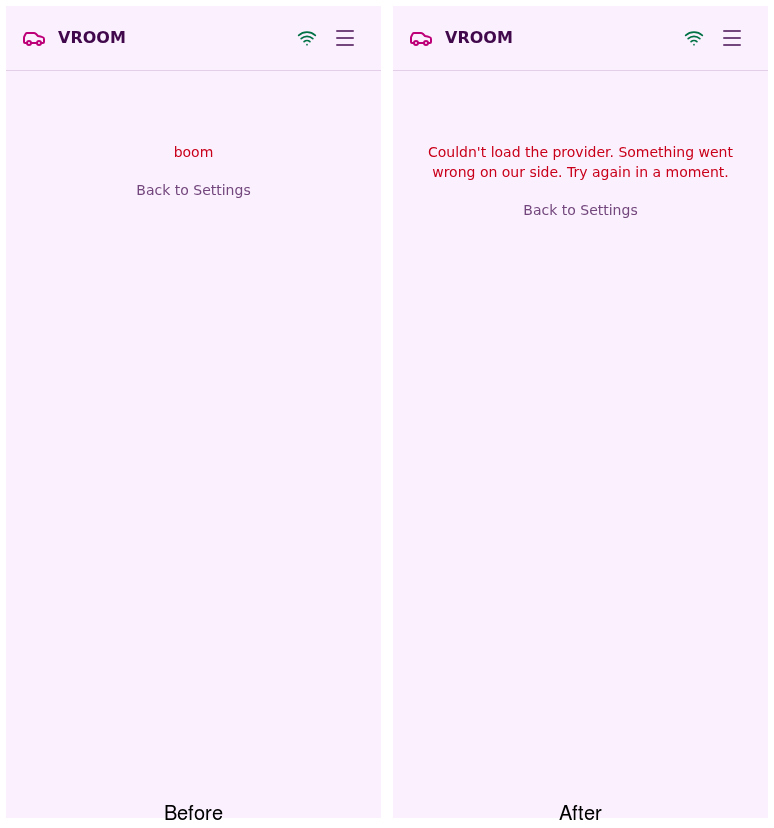 VROOM
boom
Back to Settings
Before
VROOM
Couldn't load the provider. Something went
wrong on our side. Try again in a moment.
Back to Settings
After